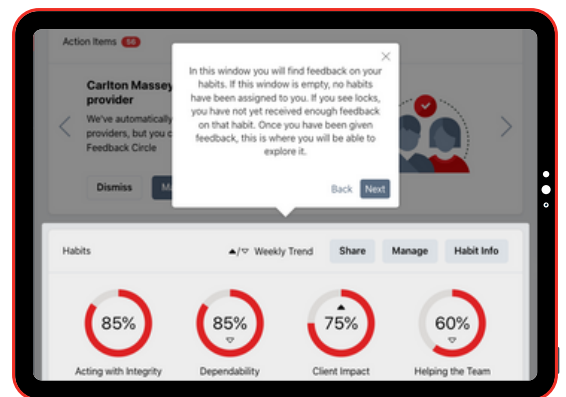 Action Items 56
Carlton Massey
provider
We've automatically
providers, but you c
Feedback Circle
Dismiss
Ma
In this window you will find feedback on your
habits. If this window is empty, no habits
have been assigned to you. If you see locks,
you have not yet received enough feedback
on that habit. Once you have been given
feedback, this is where you will be able to
explore it.
Back Next
Habits ▲/▽ Weekly Trend Share Manage Habit Info
85% 85% 75% 60%
Acting with Integrity Dependability Client Impact Helping the Team